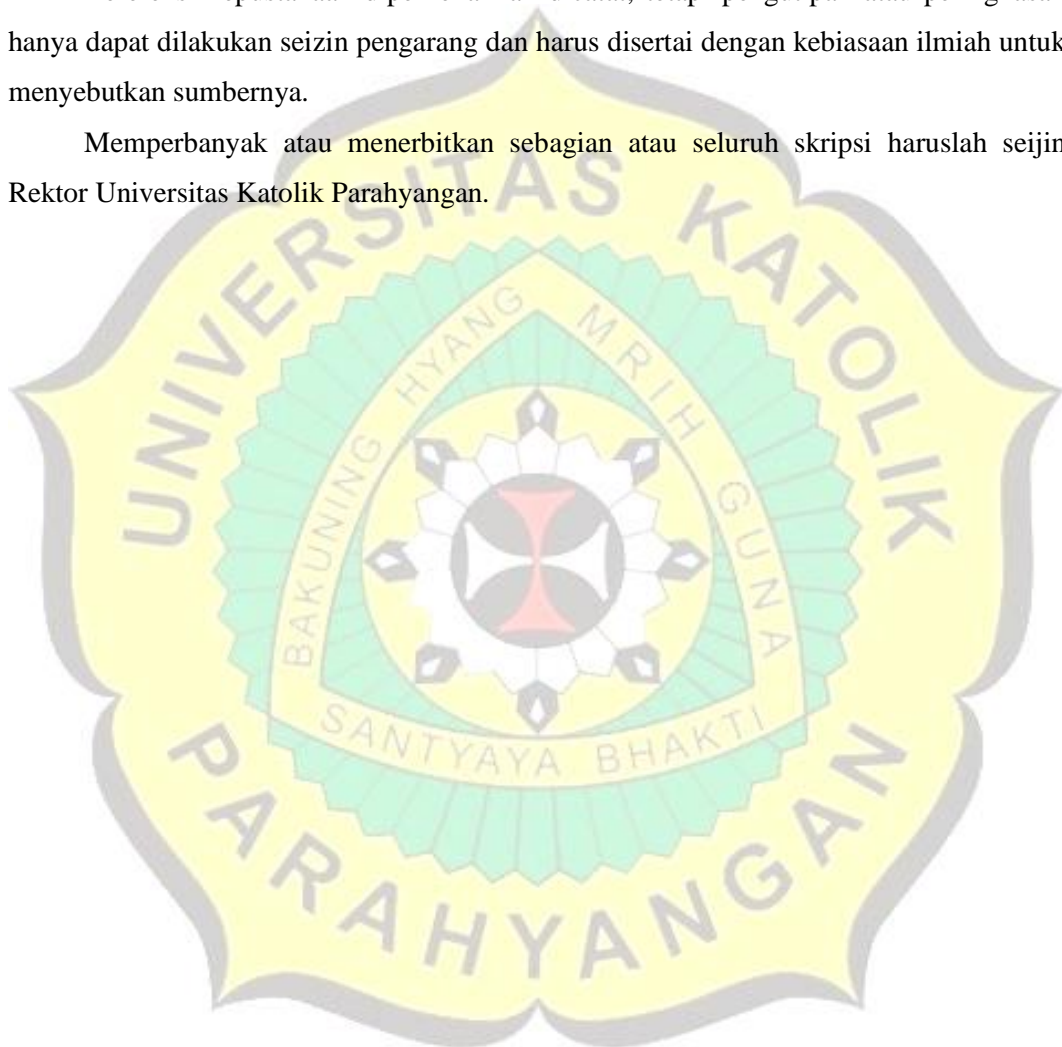 hanya dapat dilakukan seizin pengarang dan harus disertai dengan kebiasaan ilmiah untuk
menyebutkan sumbernya.
Memperbanyak atau menerbitkan sebagian atau seluruh skripsi haruslah seijin
Rektor Universitas Katolik Parahyangan.
UNIVERSITAS KATOLIK
BAKUNING HYANG MRIH GUNA
SANTYAYA BHAKTI
PARAHYANGAN